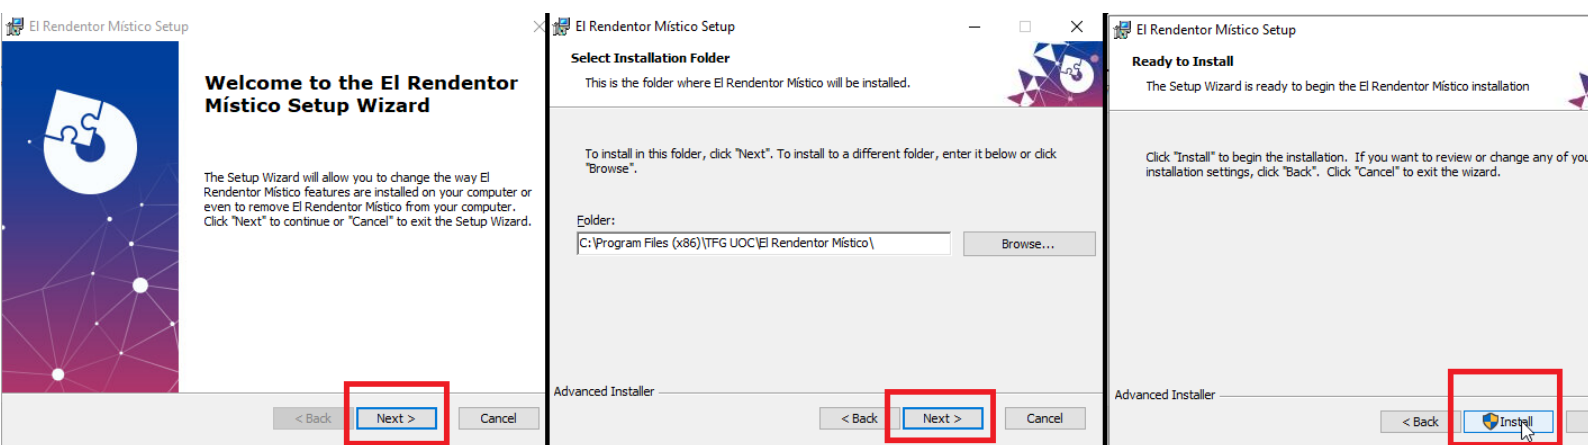 El Rendentor Místico Setup
Welcome to the El Rendentor
Místico Setup Wizard
The Setup Wizard will allow you to change the way El
Rendentor Místico features are installed on your computer or
even to remove El Rendentor Místico from your computer.
Click "Next" to continue or "Cancel" to exit the Setup Wizard.
< Back
Next >
Cancel
El Rendentor Místico Setup
Select Installation Folder
This is the folder where El Rendentor Místico will be installed.
To install in this folder, click "Next". To install to a different folder, enter it below or click
"Browse".
Folder:
C:\Program Files (x86)\TFG UOC\El Rendentor Místico\
Browse...
Advanced Installer
< Back
Next >
Cancel
El Rendentor Místico Setup
Ready to Install
The Setup Wizard is ready to begin the El Rendentor Místico installation
Click "Install" to begin the installation. If you want to review or change any of you
installation settings, click "Back". Click "Cancel" to exit the wizard.
Advanced Installer
< Back
Install